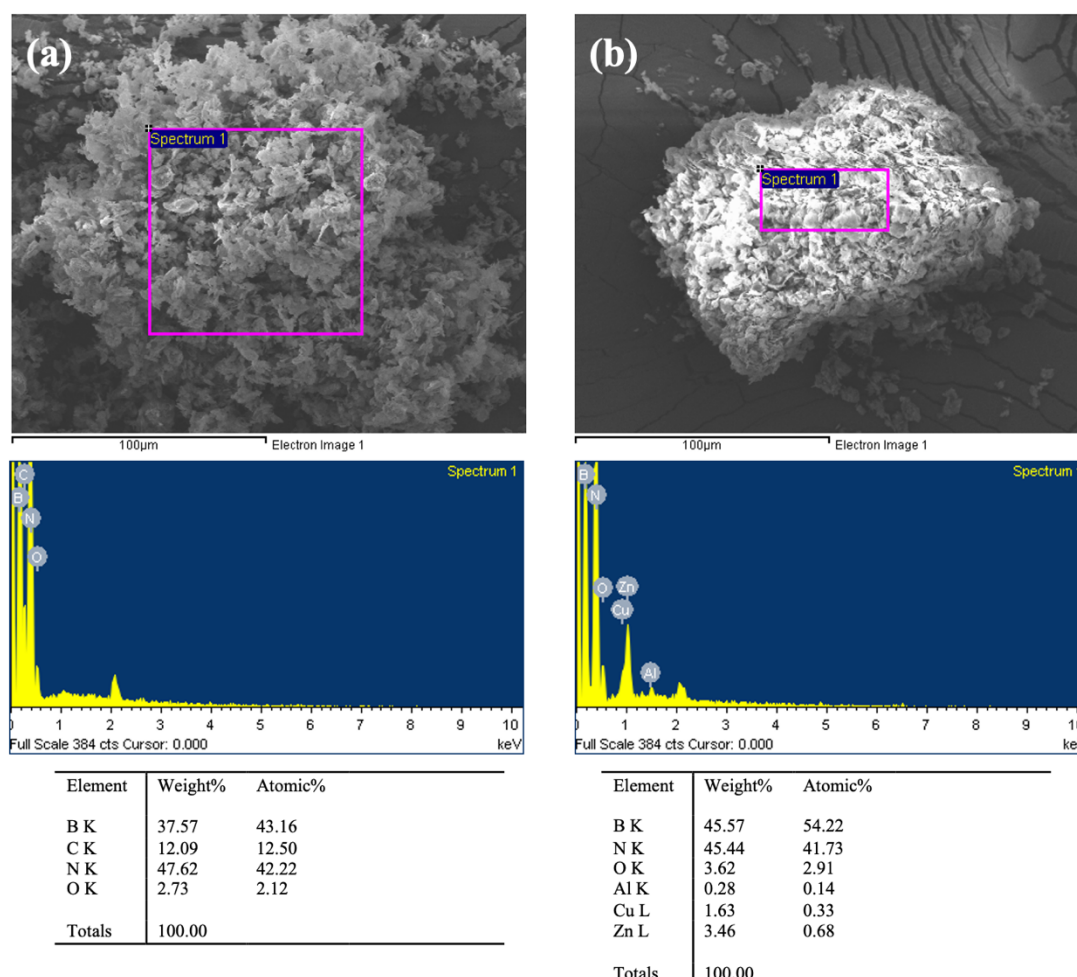 (a)
Spectrum 1
100µm Electron Image 1
Spectrum 1
C
B
N
O
0 1 2 3 4 5 6 7 8 9 10
Full Scale 384 cts Cursor: 0.000 keV
Element Weight% Atomic%
B K 37.57 43.16
C K 12.09 12.50
N K 47.62 42.22
O K 2.73 2.12
Totals 100.00
(b)
Spectrum 1
100µm Electron Image 1
Spectrum
B
N
O Zn
Cu
Al
0 1 2 3 4 5 6 7 8 9 10
Full Scale 384 cts Cursor: 0.000 ke
Element Weight% Atomic%
B K 45.57 54.22
N K 45.44 41.73
O K 3.62 2.91
Al K 0.28 0.14
Cu L 1.63 0.33
Zn L 3.46 0.68
Totals 100.00